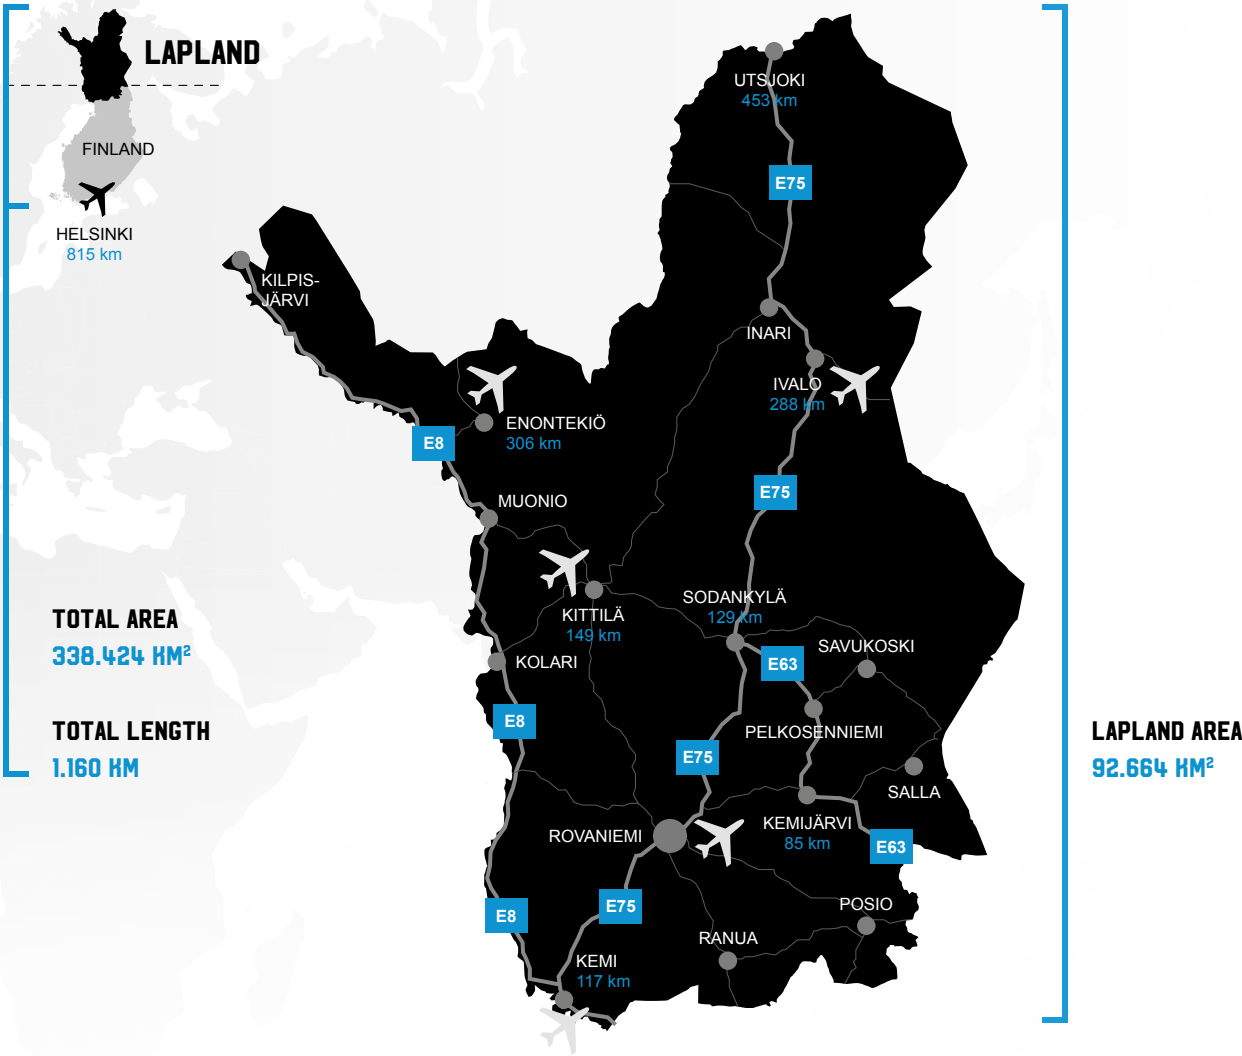 LAPLAND
FINLAND
HELSINKI
815 km
UTSJOKI
453 km
E75
KILPIS-
JÄRVI
INARI
IVALO
288 km
ENONTEKIÖ
306 km
E8
E75
MUONIO
KITTILÄ
149 km
SODANKYLÄ
129 km
SAVUKOSKI
E63
KOLARI
E8
PELKOSENNIEMI
E75
SALLA
KEMIJÄRVI
85 km
ROVANIEMI
E63
E75
E8
POSIO
RANUA
KEMI
117 km
TOTAL AREA
338.424 KM²
TOTAL LENGTH
1.160 KM
LAPLAND AREA
92.664 KM²